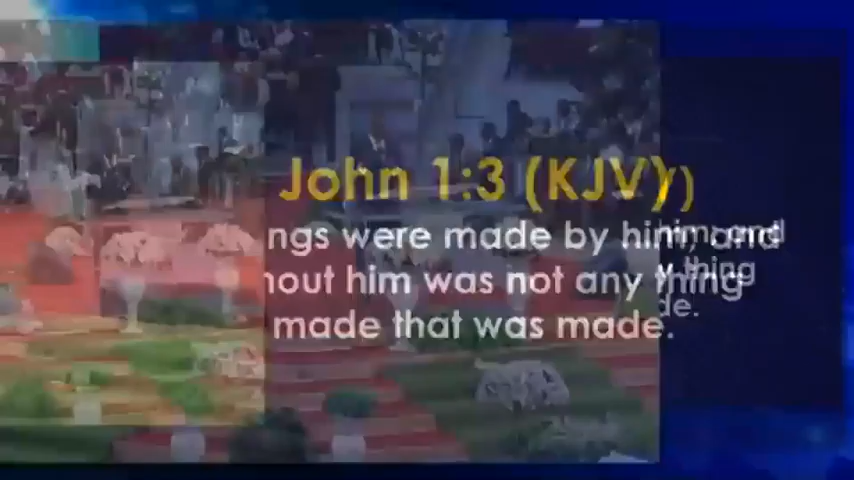 John 1:3 (KJV)
ngs were made by him; and
hout him was not any thing
made that was made.